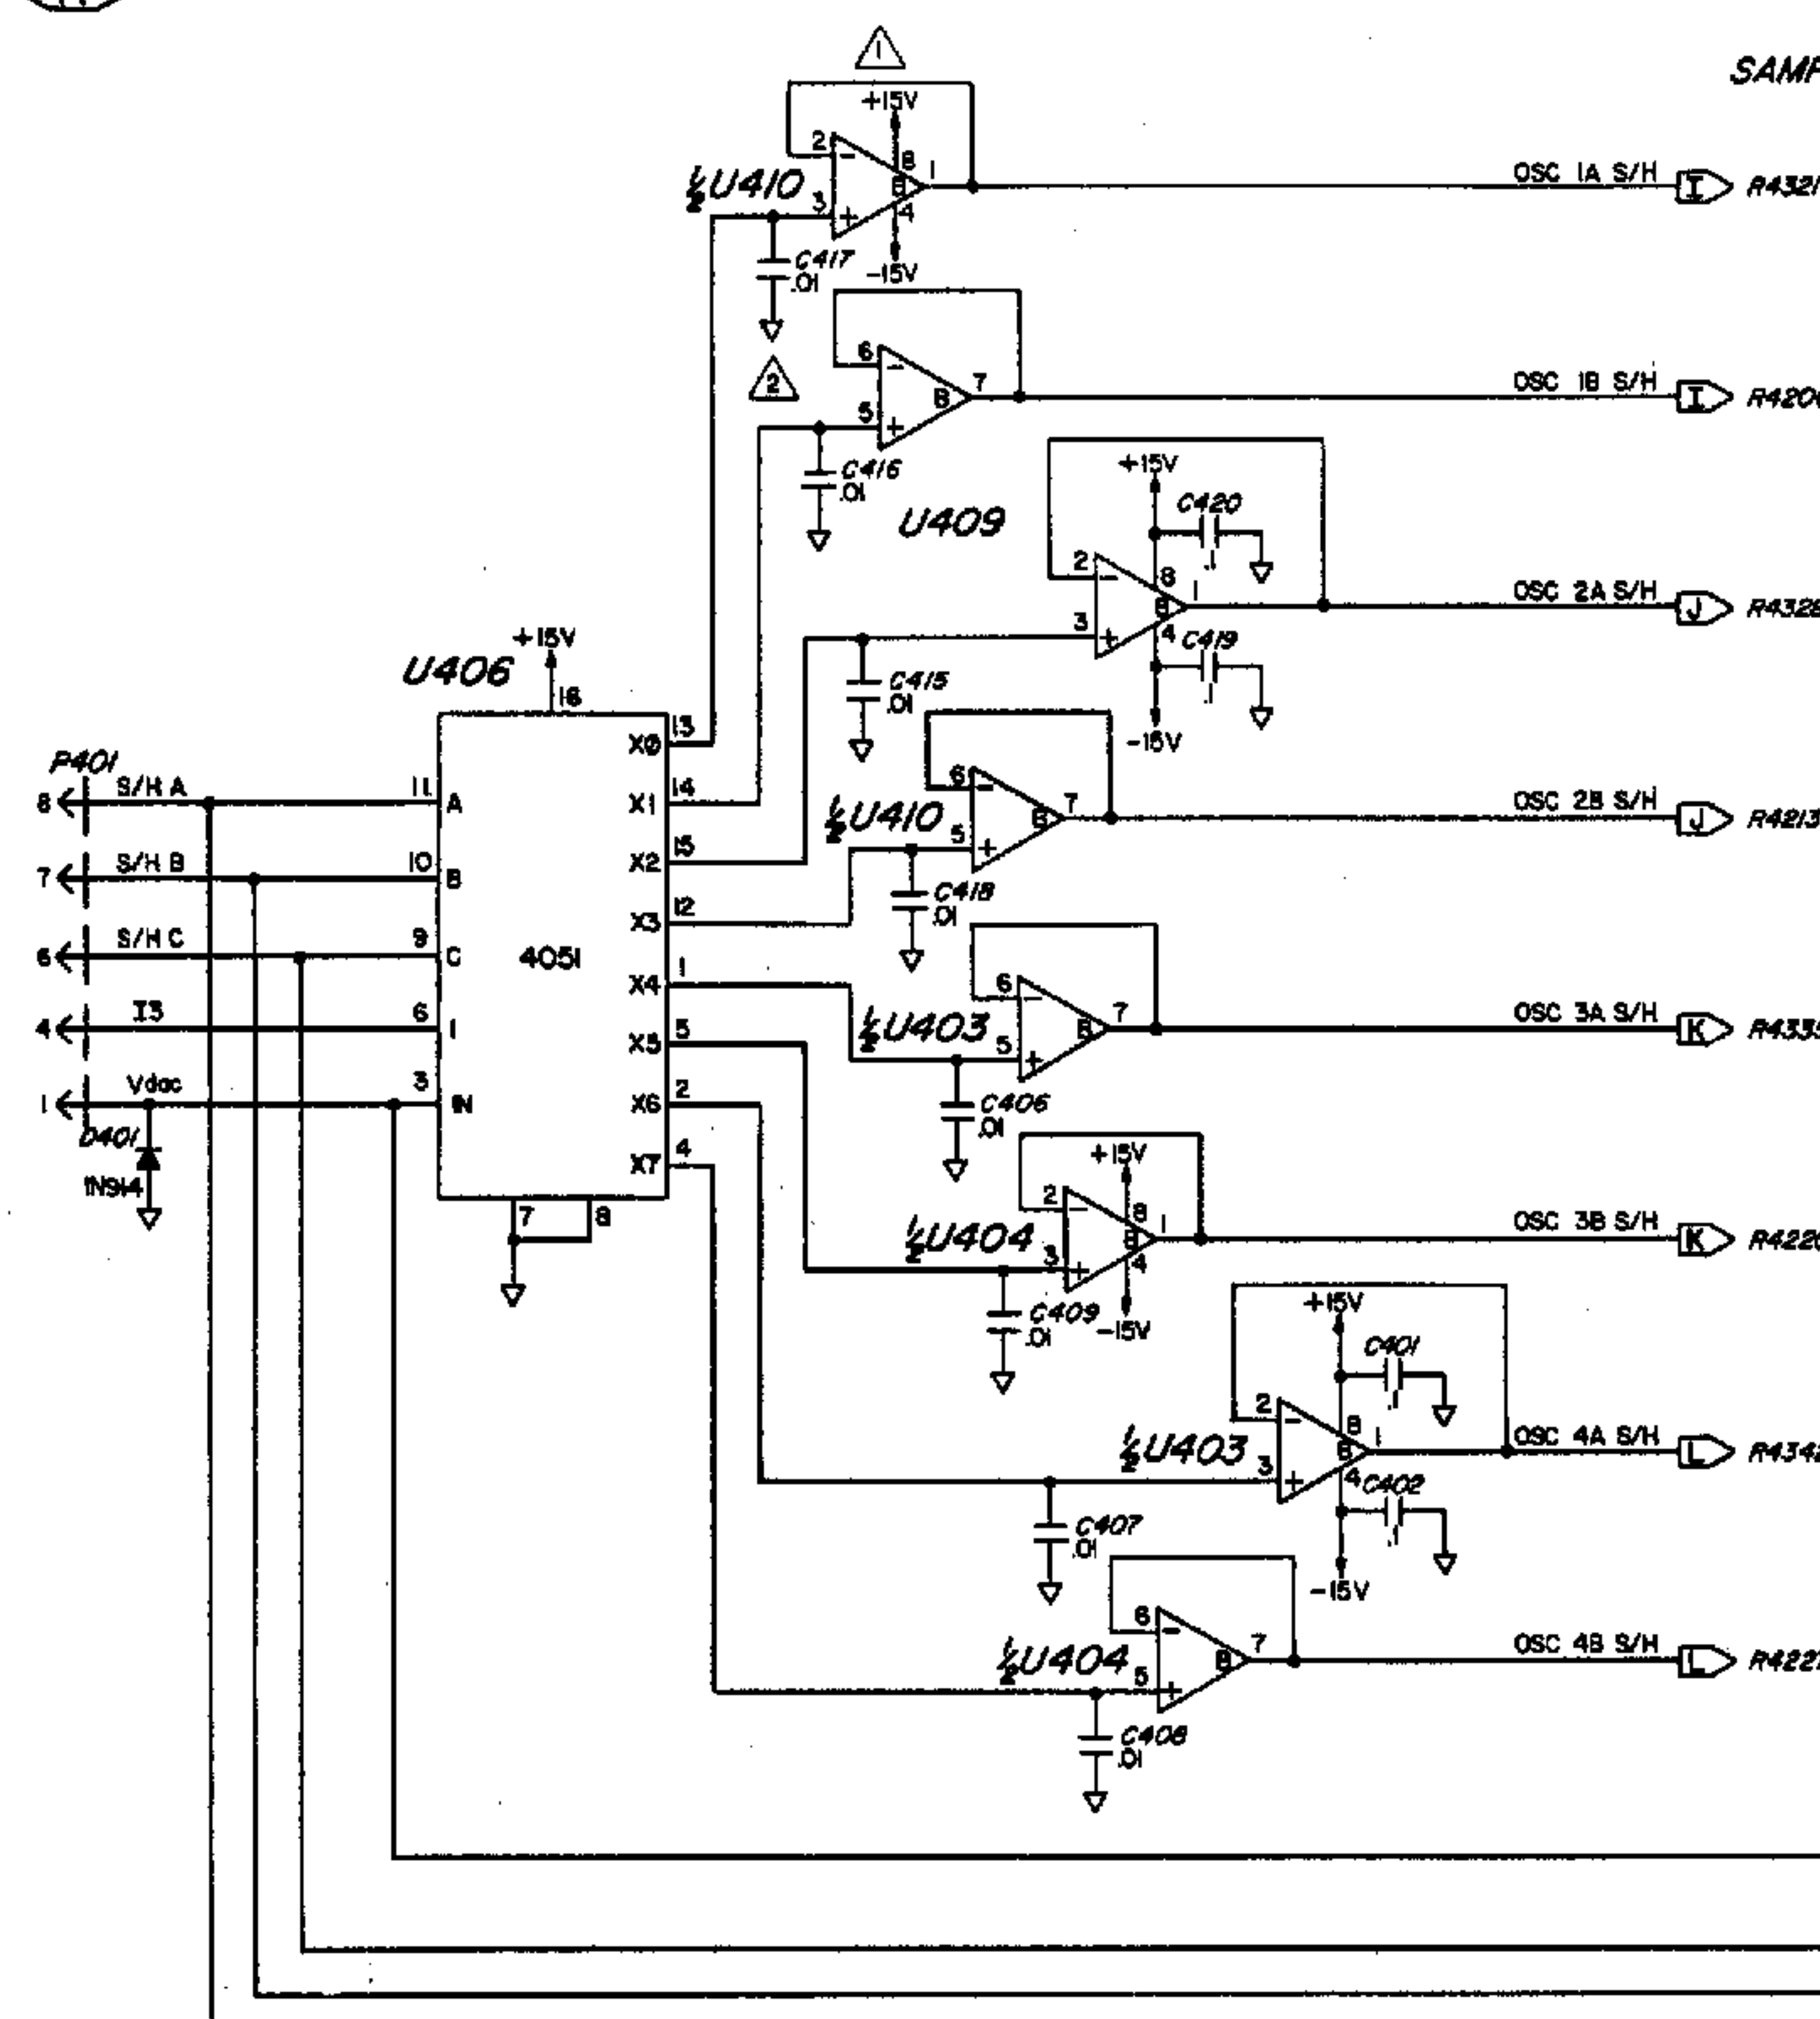 1
SAMP
+15V
2
-
8
B
1
½U410
3
+
4
OSC 1A S/H
I
R4321
C417
.01
-15V
2
6
-
B
7
5
+
OSC 1B S/H
I
C416
.01
+15V
C420
.1
U409
2
-
8
B
1
3
+
4
C419
.1
OSC 2A S/H
J
R4328
C415
.01
-15V
+15V
U406
16
6
-
B
7
½U410
5
+
OSC 2B S/H
J
R4213
C418
.01
P401
8
S/H A
11
A
7
S/H B
10
B
6
S/H C
9
C
4
I3
6
I
1
Vdac
3
IN
D401
1N914
4051
X0
13
X1
14
X2
15
X3
12
X4
1
X5
5
X6
2
X7
4
7
8
6
-
B
7
½U403
5
+
OSC 3A S/H
K
R4335
C406
.01
+15V
2
-
8
B
1
½U404
3
+
4
OSC 3B S/H
K
R4220
C409
.01
-15V
+15V
C401
.1
2
-
8
B
1
½U403
3
+
4
C402
.1
OSC 4A S/H
L
R4342
C407
.01
-15V
6
-
B
7
½U404
5
+
OSC 4B S/H
L
R4227
C408
.01